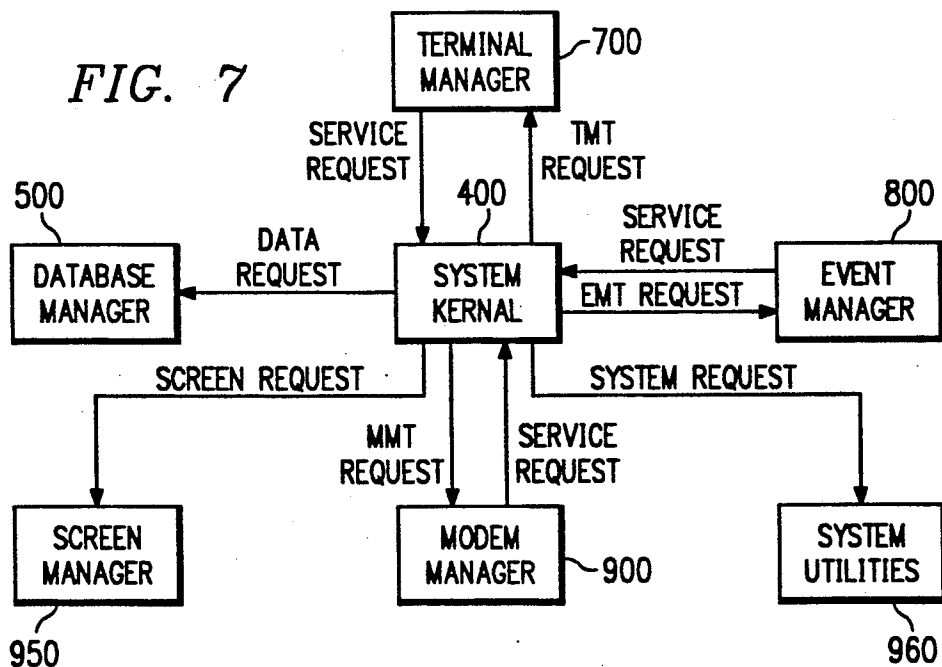 FIG. 7
TERMINAL
MANAGER
700
SERVICE
REQUEST
TMT
REQUEST
500
400
800
DATA
REQUEST
SERVICE
REQUEST
DATABASE
MANAGER
SYSTEM
KERNAL
EMT REQUEST
EVENT
MANAGER
SCREEN REQUEST
SYSTEM REQUEST
MMT
REQUEST
SERVICE
REQUEST
SCREEN
MANAGER
MODEM
MANAGER
900
SYSTEM
UTILITIES
950
960